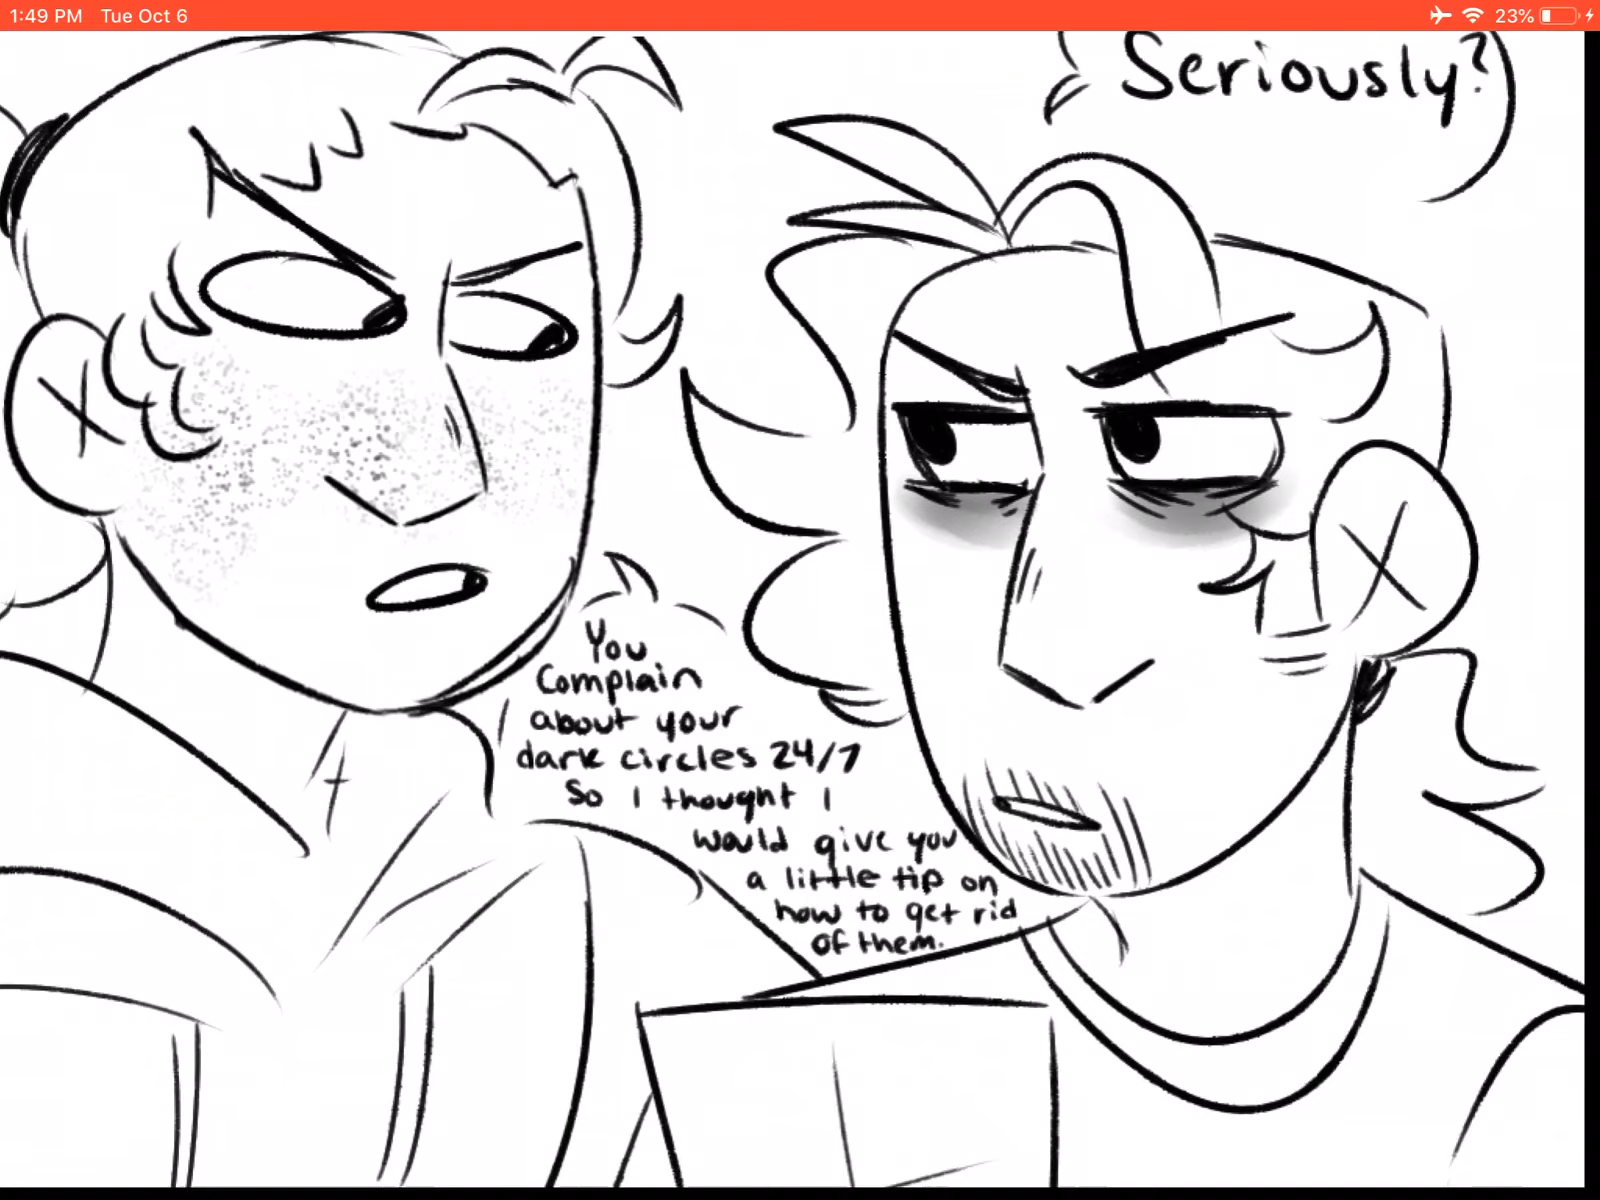 1:49 PM Tue Oct 6
23%
Seriously?
You
Complain
about your
dark circles 24/7
So I thought I
would give you
a little tip on
how to get rid
of them.